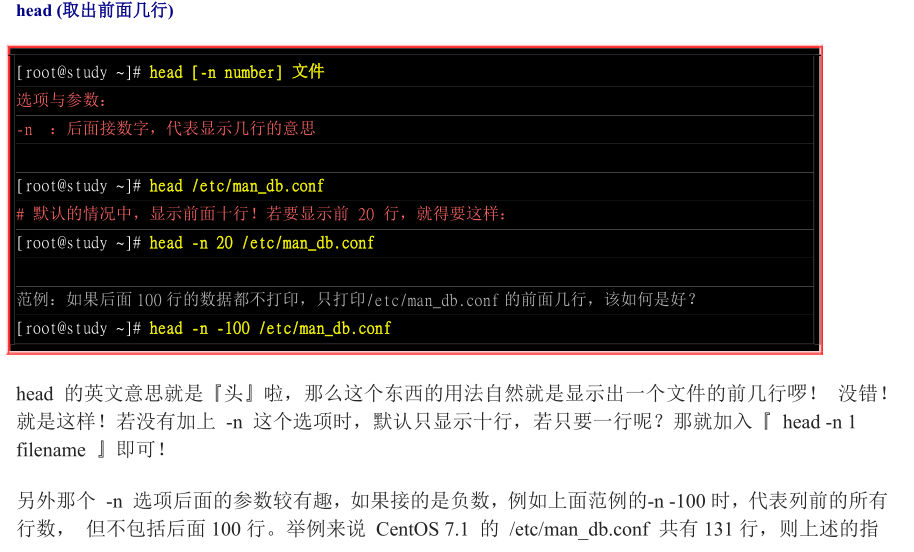 head (取出前面几行)
[root@study ~]# head [-n number] 文件
选项与参数：
-n ：后面接数字，代表显示几行的意思
[root@study ~]# head /etc/man_db.conf
# 默认的情况中，显示前面十行！若要显示前 20 行，就得要这样：
[root@study ~]# head -n 20 /etc/man_db.conf
范例：如果后面 100 行的数据都不打印，只打印/etc/man_db.conf 的前面几行，该如何是好？
[root@study ~]# head -n -100 /etc/man_db.conf
head 的英文意思就是『头』啦，那么这个东西的用法自然就是显示出一个文件的前几行啰！ 没错！
就是这样！若没有加上 -n 这个选项时，默认只显示十行，若只要一行呢？那就加入『 head -n 1
filename 』即可！
另外那个 -n 选项后面的参数较有趣，如果接的是负数，例如上面范例的-n -100 时，代表列前的所有
行数， 但不包括后面 100 行。举例来说 CentOS 7.1 的 /etc/man_db.conf 共有 131 行，则上述的指